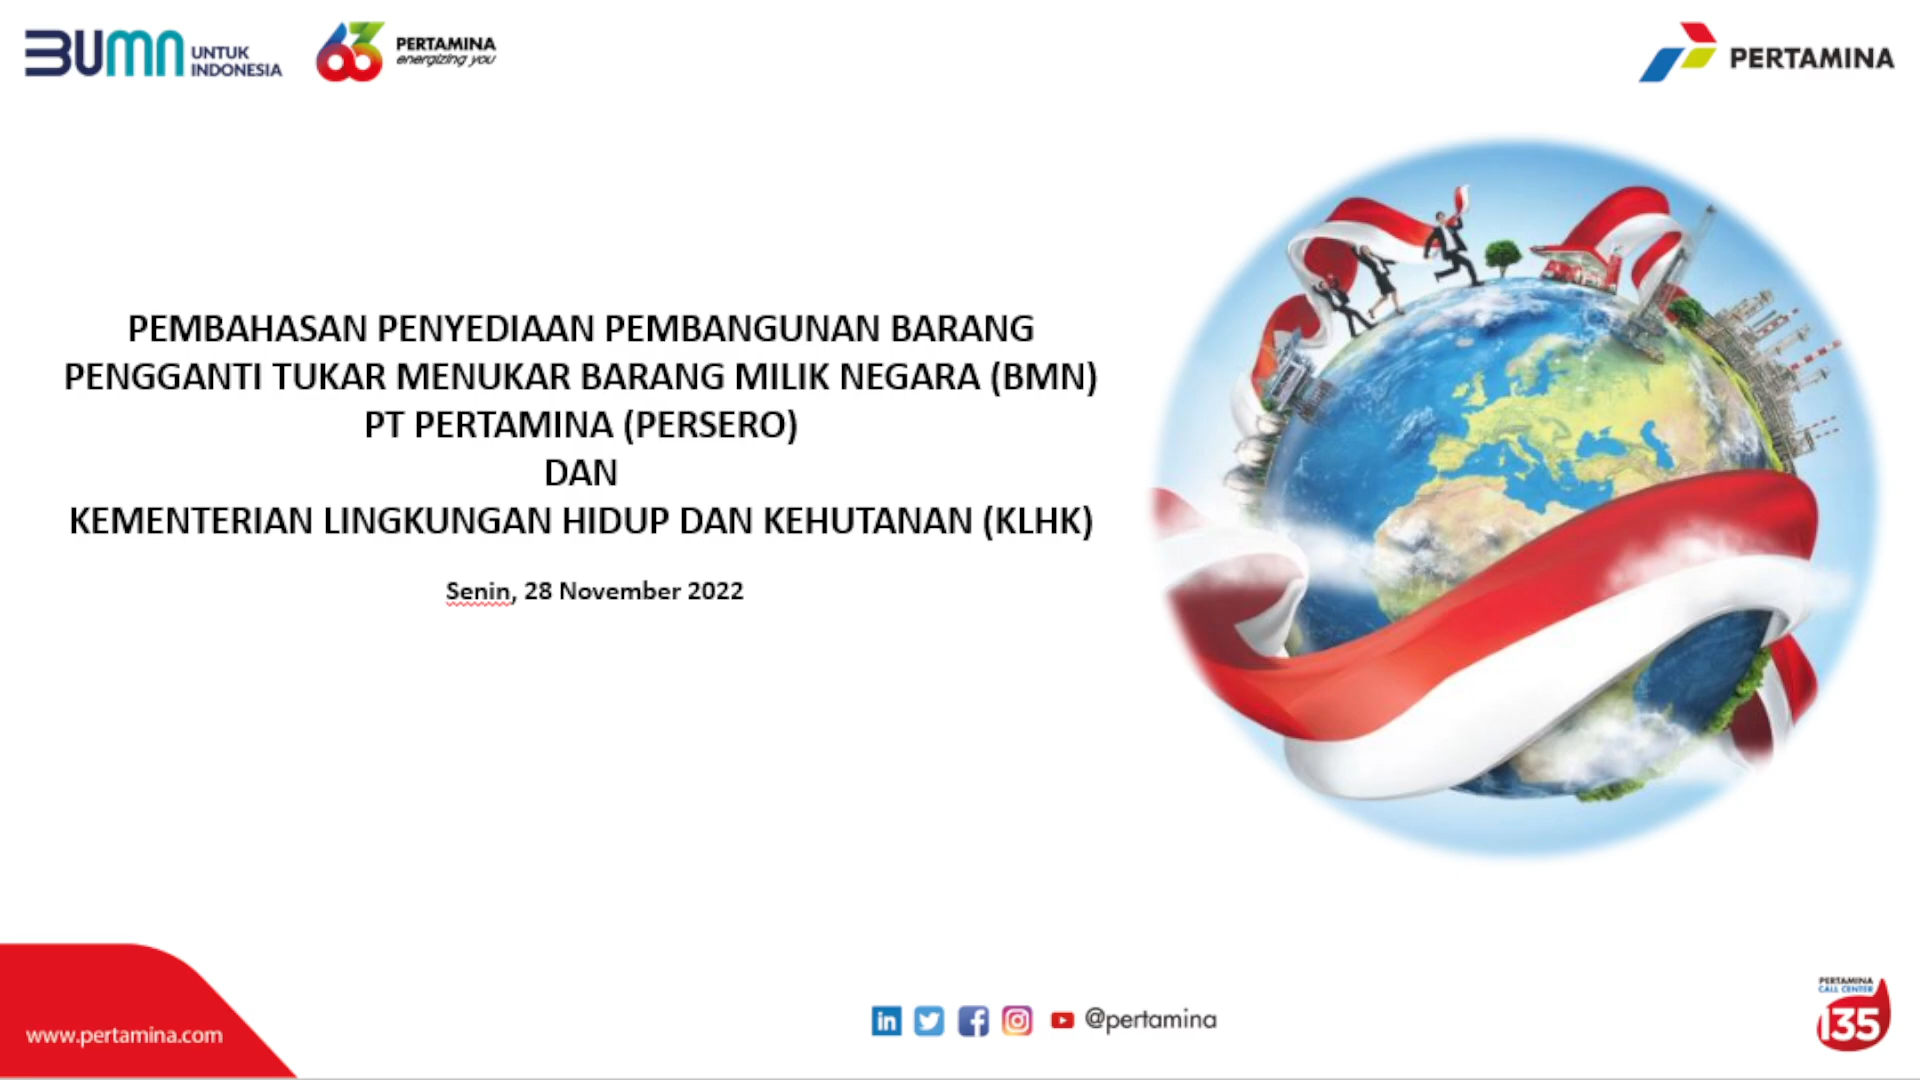 BUMN UNTUK INDONESIA
63 PERTAMINA
energizing you
PERTAMINA
PEMBAHASAN PENYEDIAAN PEMBANGUNAN BARANG
PENGGANTI TUKAR MENUKAR BARANG MILIK NEGARA (BMN)
PT PERTAMINA (PERSERO)
DAN
KEMENTERIAN LINGKUNGAN HIDUP DAN KEHUTANAN (KLHK)
Senin, 28 November 2022
www.pertamina.com
@pertamina
PERTAMINA
CALL CENTER
135